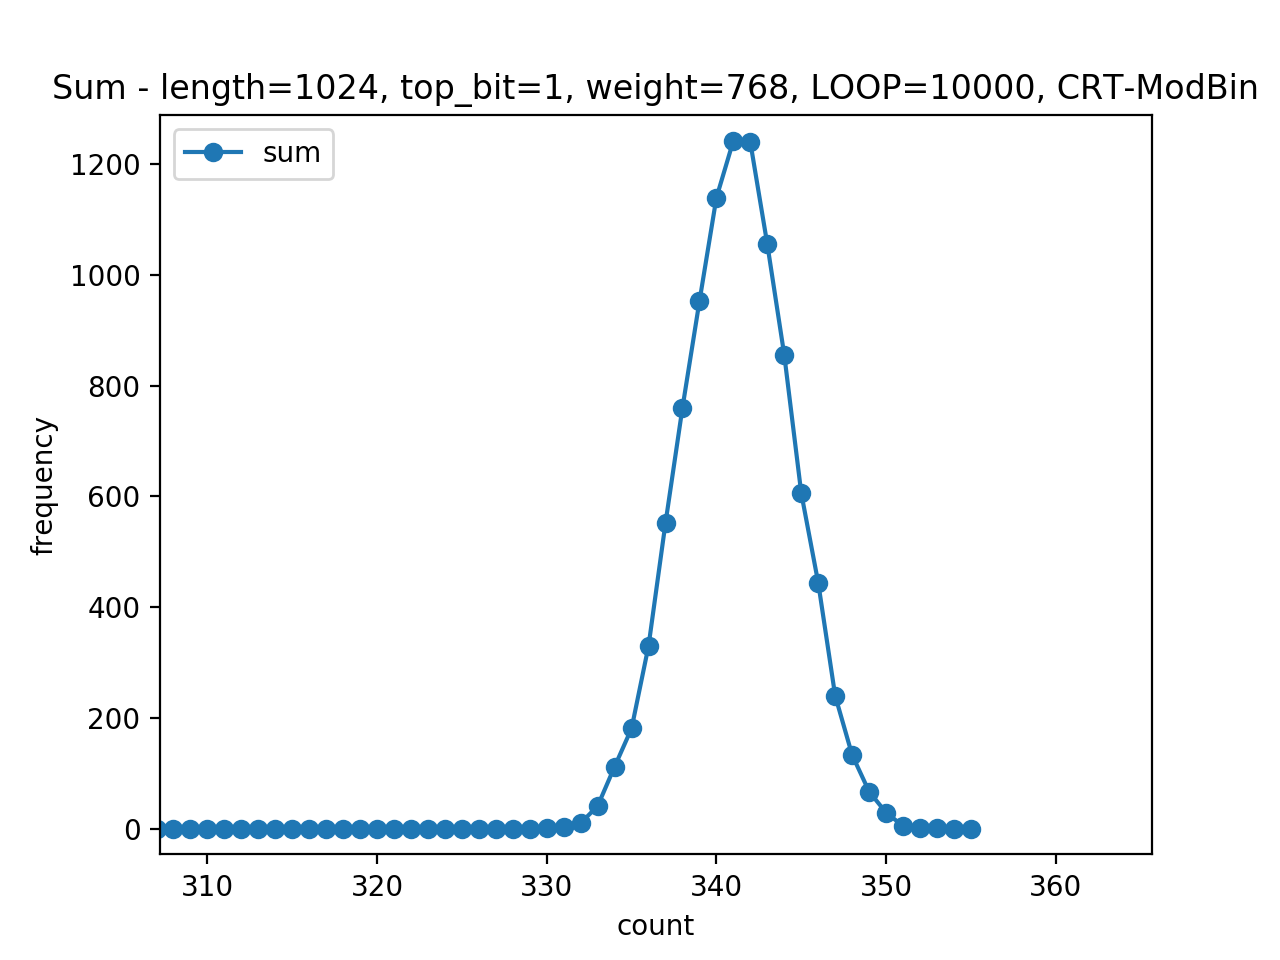 Sum - length=1024, top_bit=1, weight=768, LOOP=10000, CRT-ModBin
sum
1200
1000
800
600
400
200
0
frequency
310 320 330 340 350 360
count